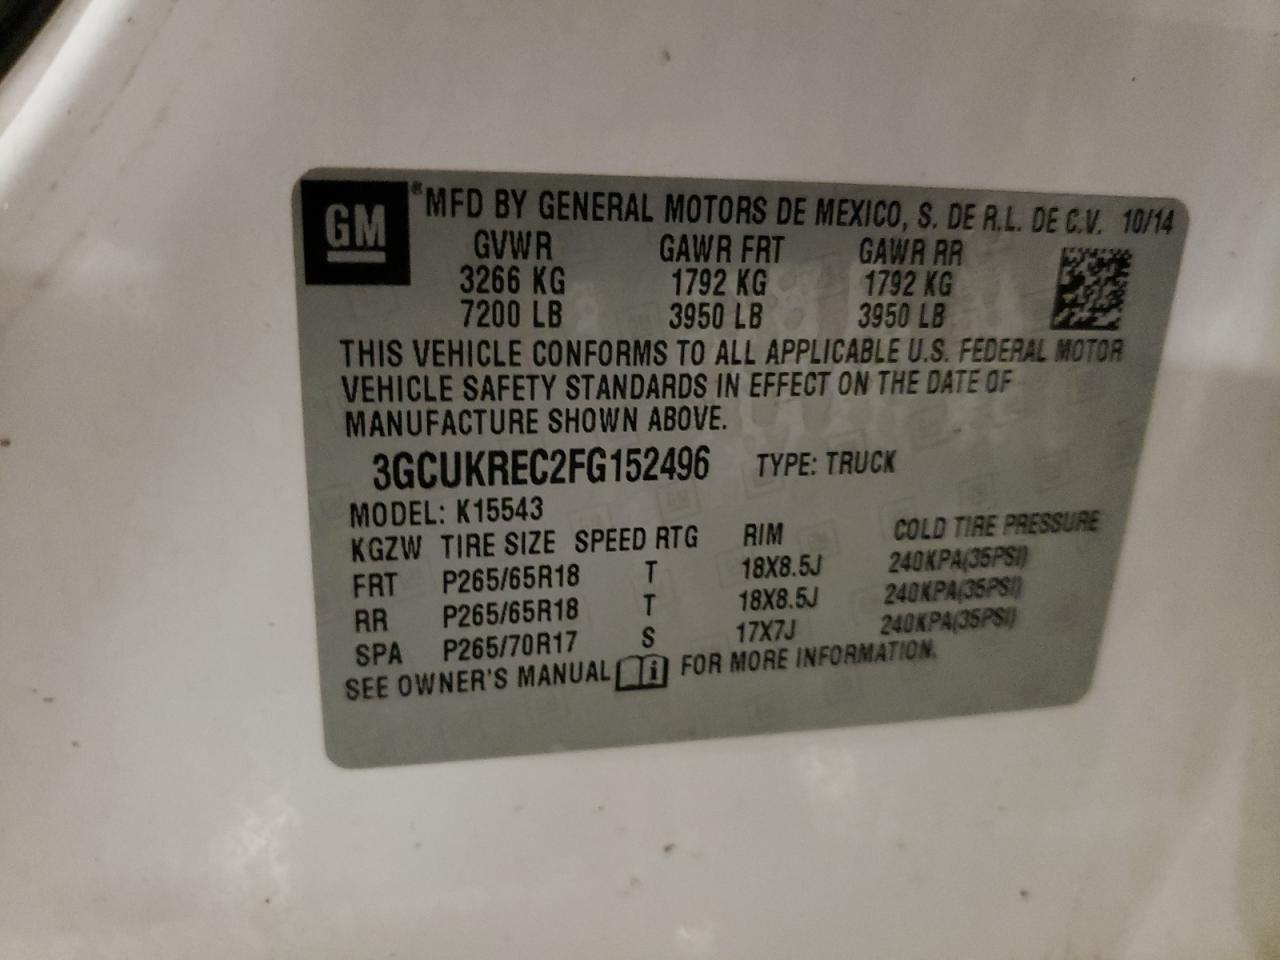 GM ® MFD BY GENERAL MOTORS DE MEXICO, S. DE R.L. DE C.V. 10/14
GVWR GAWR FRT GAWR RR
3266 KG 1792 KG 1792 KG
7200 LB 3950 LB 3950 LB
THIS VEHICLE CONFORMS TO ALL APPLICABLE U.S. FEDERAL MOTOR
VEHICLE SAFETY STANDARDS IN EFFECT ON THE DATE OF
MANUFACTURE SHOWN ABOVE.
3GCUKREC2FG152496 TYPE: TRUCK
MODEL: K15543
KGZW TIRE SIZE SPEED RTG RIM COLD TIRE PRESSURE
FRT P265/65R18 T 18X8.5J 240KPA(35PSI)
RR P265/65R18 T 18X8.5J 240KPA(35PSI)
SPA P265/70R17 S 17X7J 240KPA(35PSI)
SEE OWNER'S MANUAL i FOR MORE INFORMATION.